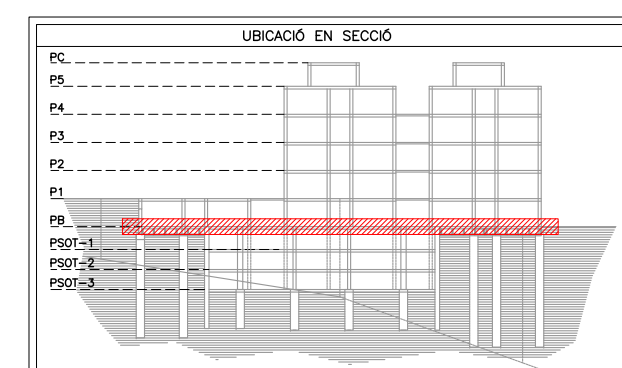 UBICACIÓ EN SECCIÓ
PC
P5
P4
P3
P2
P1
PB
PSOT-1
PSOT-2
PSOT-3